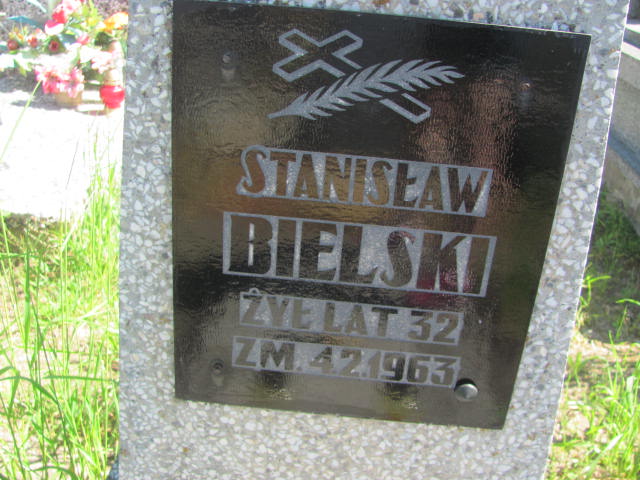 STANISŁAW
BIELSKI
ŻYŁ LAT 32
ZM. 4.2.1963